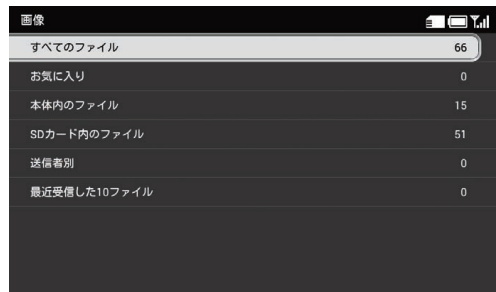 画像
すべてのファイル 66
お気に入り 0
本体内のファイル 15
SDカード内のファイル 51
送信者別 0
最近受信した10ファイル 0